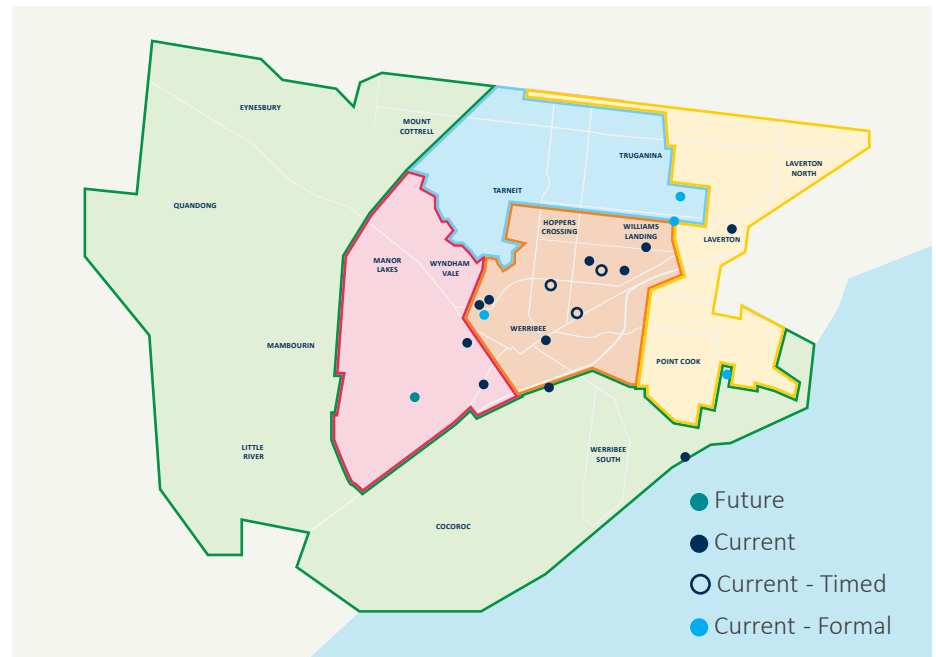 EYNESBURY
MOUNT
COTTRELL
TRUGANINA
LAVERTON
NORTH
TARNEIT
QUANDONG
HOPPERS
CROSSING
WILLIAMS
LANDING
LAVERTON
MANOR
LAKES
WYNDHAM
VALE
WERRIBEE
MAMBOURIN
POINT COOK
LITTLE
RIVER
WERRIBEE
SOUTH
COCOROC
Future
Current
Current - Timed
Current - Formal